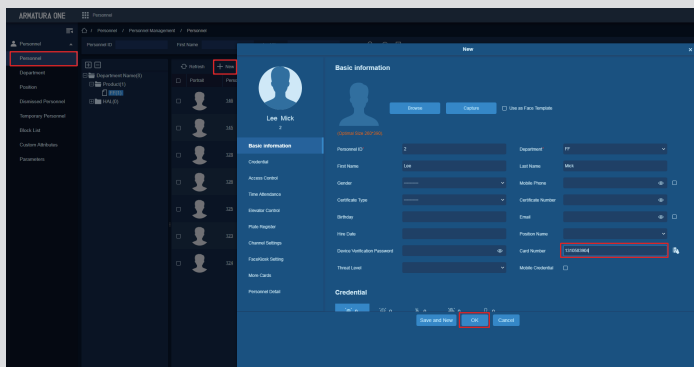 ARMATURA ONE
Personnel
Personnel / Personnel Management / Personnel
Personnel
Personnel
Department
Position
Dismissed Personnel
Temporary Personnel
Block List
Custom Attributes
Parameters
Personnel ID
First Name
Department Name(0)
Product(1)
HAL(0)
Refresh
New
Portrait
New
×
Lee Mick
2
Basic information
Credential
Access Control
Time Attendance
Elevator Control
Plate Register
Channel Settings
FaceKiosk Setting
More Cards
Personnel Detail
Basic information
Browse
Capture
Use as Face Template
Personnel ID
2
Department
FF
First Name
Lee
Last Name
Mick
Gender
---------
Mobile Phone
Certificate Type
---------
Certificate Number
Birthday
Email
Hire Date
Position Name
Device Verification Password
Card Number
Threat Level
Mobile Credential
Credential
Save and New
OK
Cancel